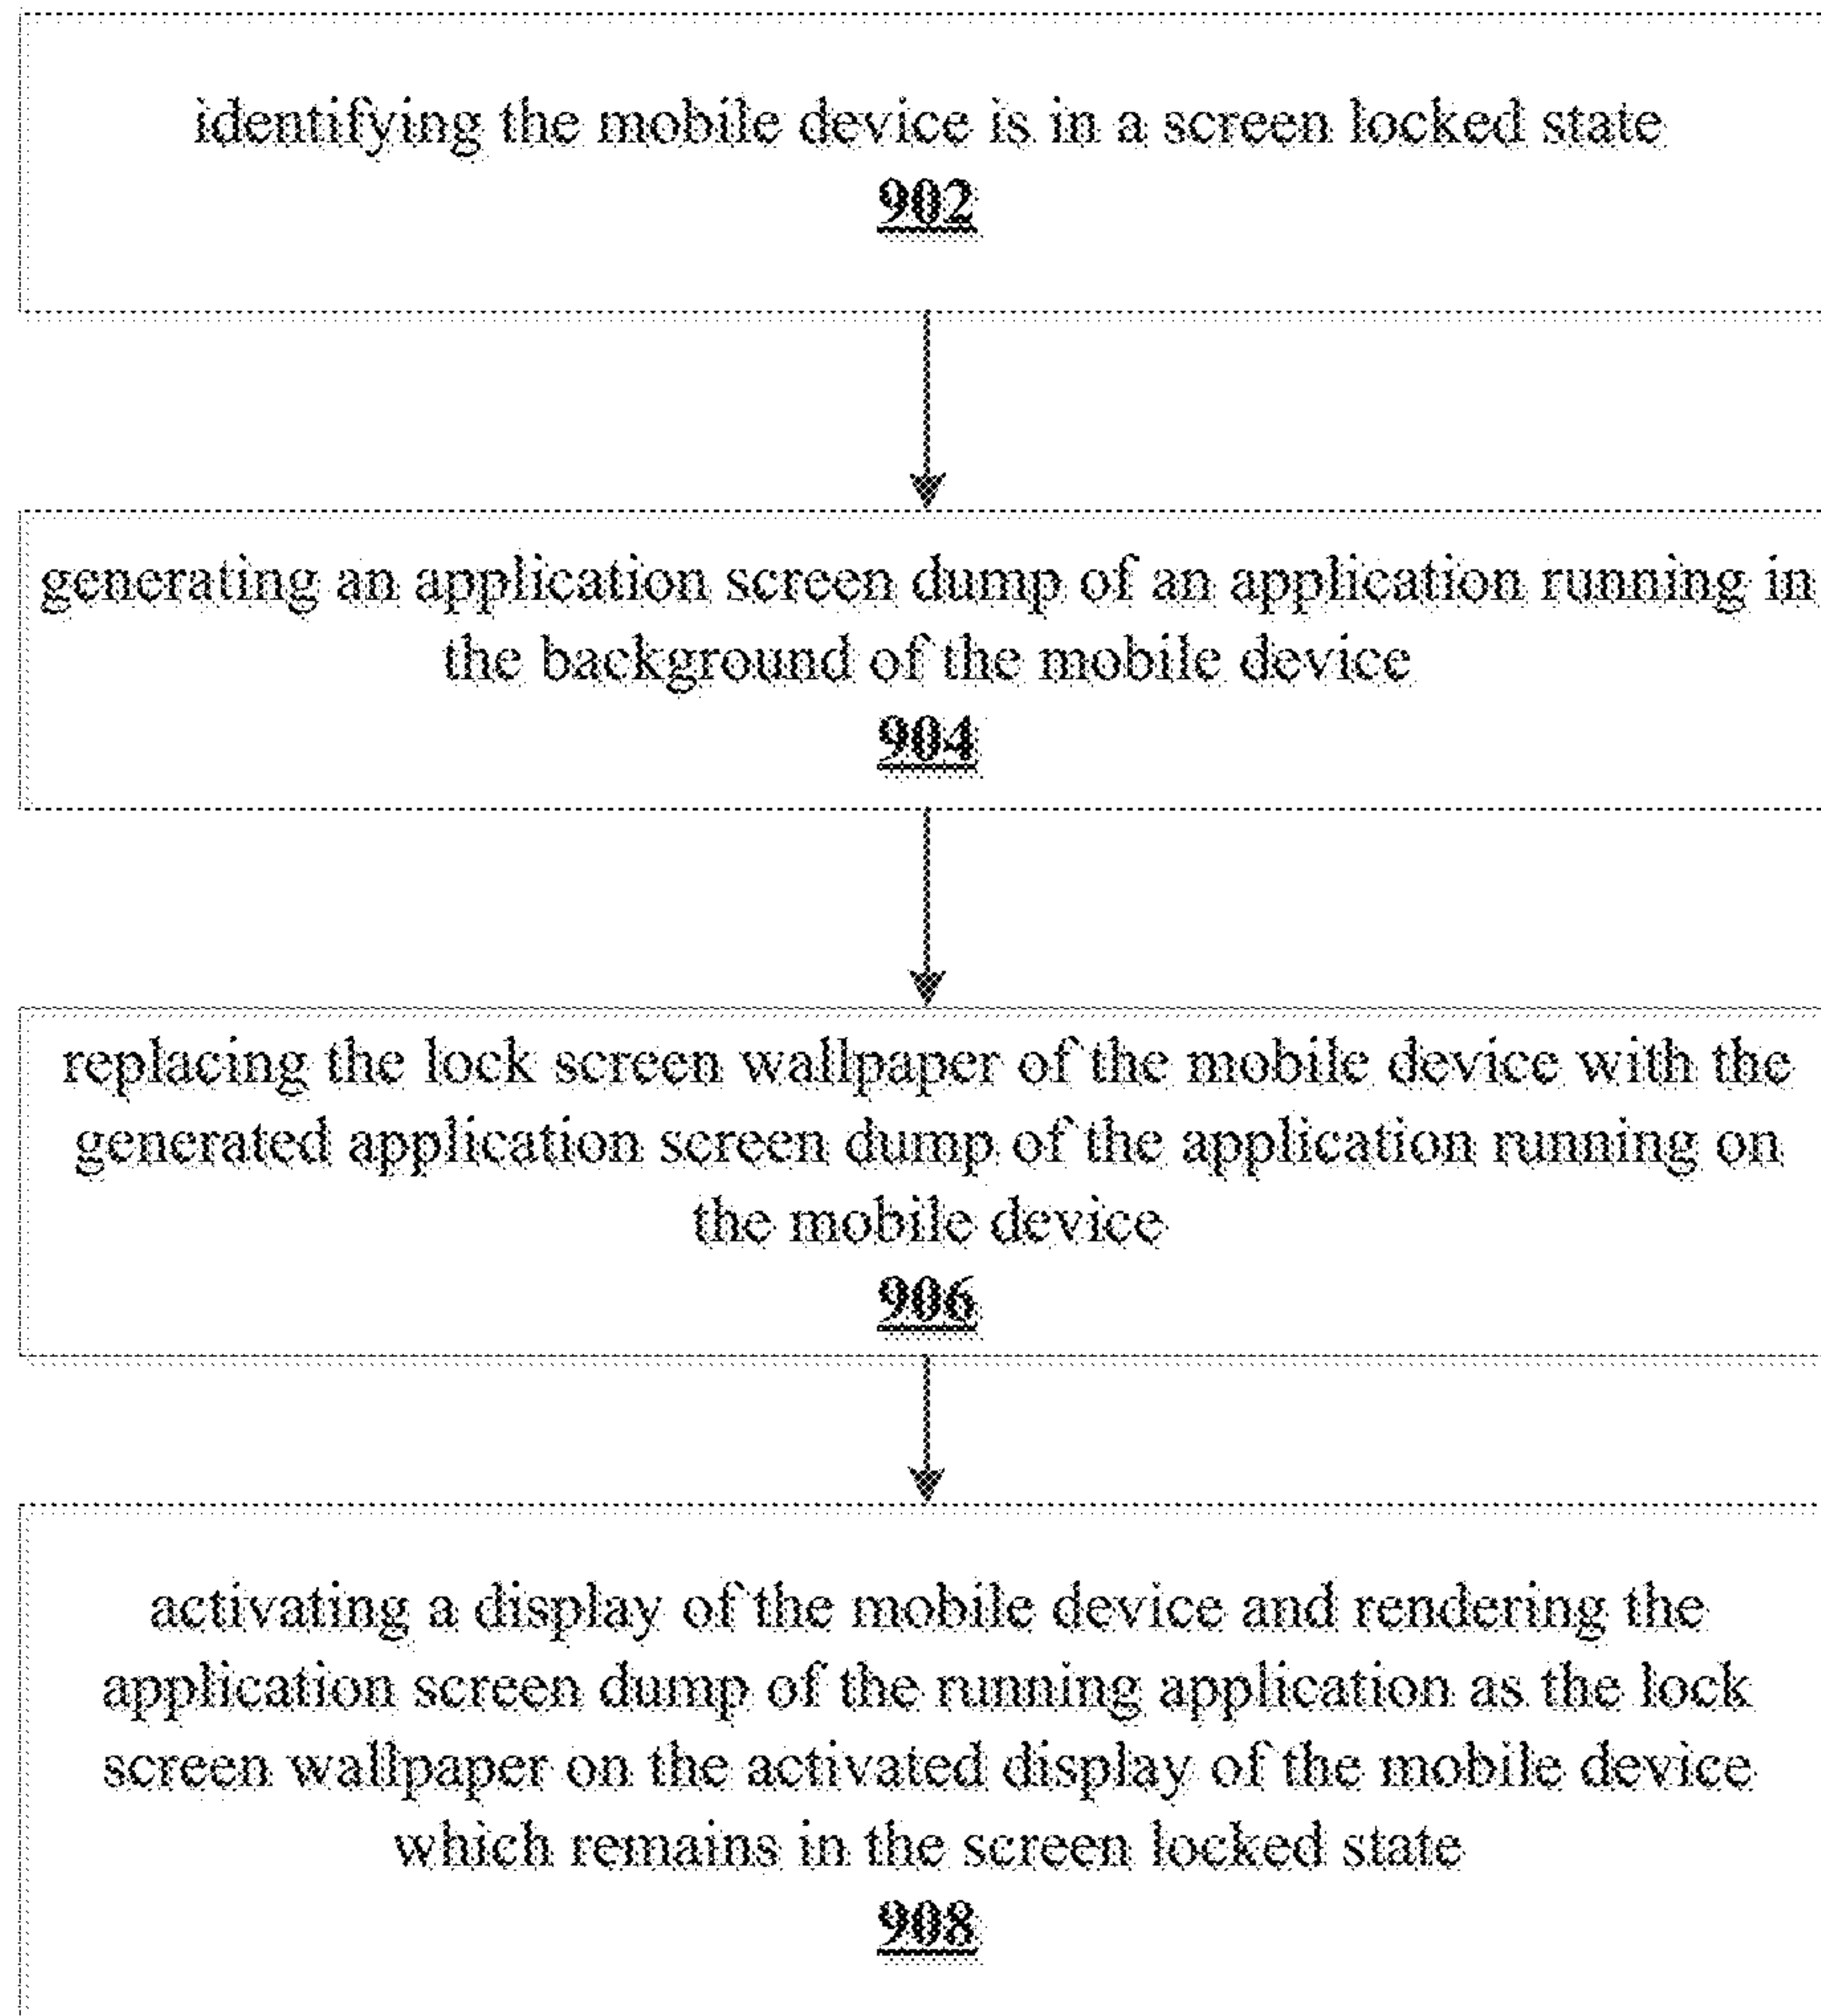 identifying the mobile device is in a screen locked state
902
generating an application screen dump of an application running in
the background of the mobile device
904
replacing the lock screen wallpaper of the mobile device with the
generated application screen dump of the application running on
the mobile device
906
activating a display of the mobile device and rendering the
application screen dump of the running application as the lock
screen wallpaper on the activated display of the mobile device
which remains in the screen locked state
908